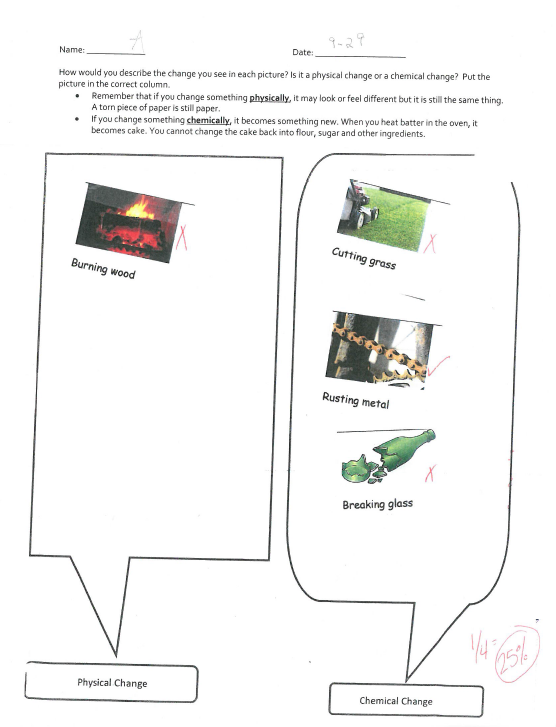 Name: A
Date: 9-29
How would you describe the change you see in each picture? Is it a physical change or a chemical change? Put the
picture in the correct column.
• Remember that if you change something physically, it may look or feel different but it is still the same thing.
A torn piece of paper is still paper.
• If you change something chemically, it becomes something new. When you heat batter in the oven, it
becomes cake. You cannot change the cake back into flour, sugar and other ingredients.
Burning wood
Cutting grass
Rusting metal
Breaking glass
1/4 = 25%
Physical Change
Chemical Change